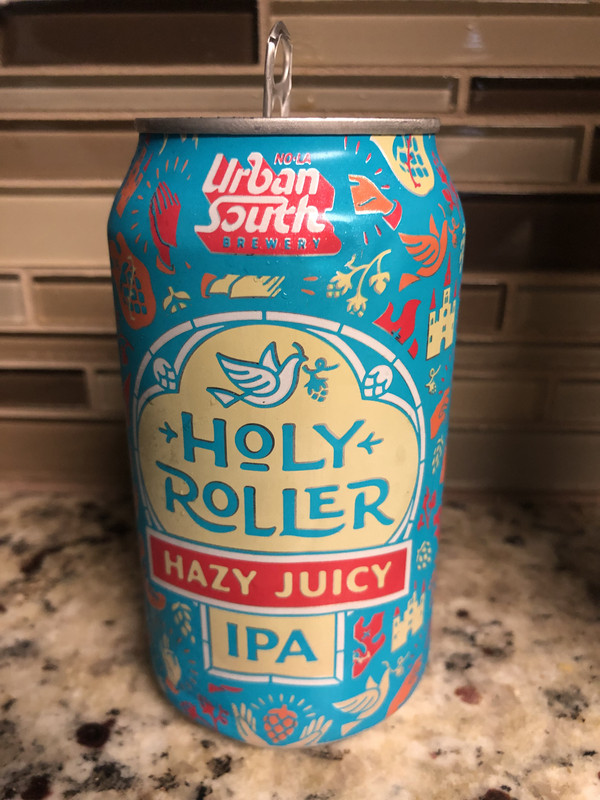 NO·LA
Urban
South
BREWERY
HOLY
ROLLER
HAZY JUICY
IPA